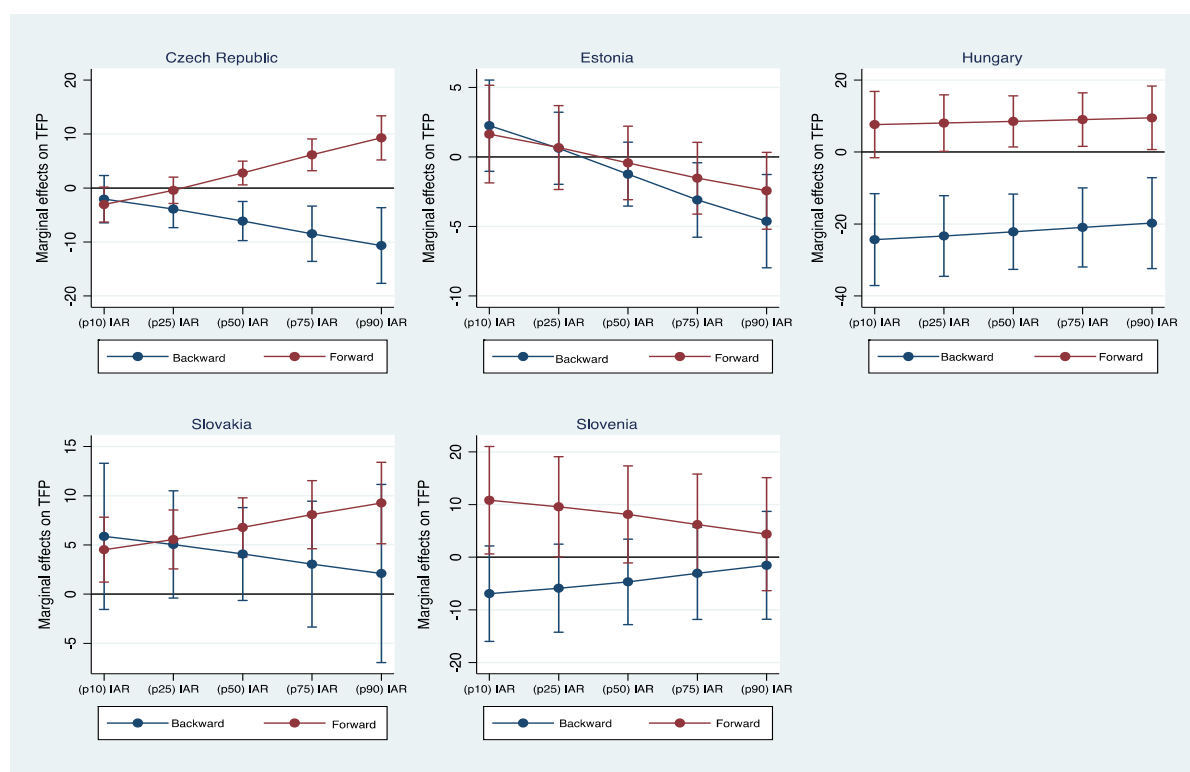 Czech Republic
Marginal effects on TFP
20
10
0
-10
-20
(p10) IAR (p25) IAR (p50) IAR (p75) IAR (p90) IAR
Backward Forward
Estonia
Marginal effects on TFP
5
0
-5
-10
(p10) IAR (p25) IAR (p50) IAR (p75) IAR (p90) IAR
Backward Forward
Hungary
Marginal effects on TFP
20
0
-20
-40
(p10) IAR (p25) IAR (p50) IAR (p75) IAR (p90) IAR
Backward Forward
Slovakia
Marginal effects on TFP
15
10
5
0
-5
(p10) IAR (p25) IAR (p50) IAR (p75) IAR (p90) IAR
Backward Forward
Slovenia
Marginal effects on TFP
20
10
0
-10
-20
(p10) IAR (p25) IAR (p50) IAR (p75) IAR (p90) IAR
Backward Forward